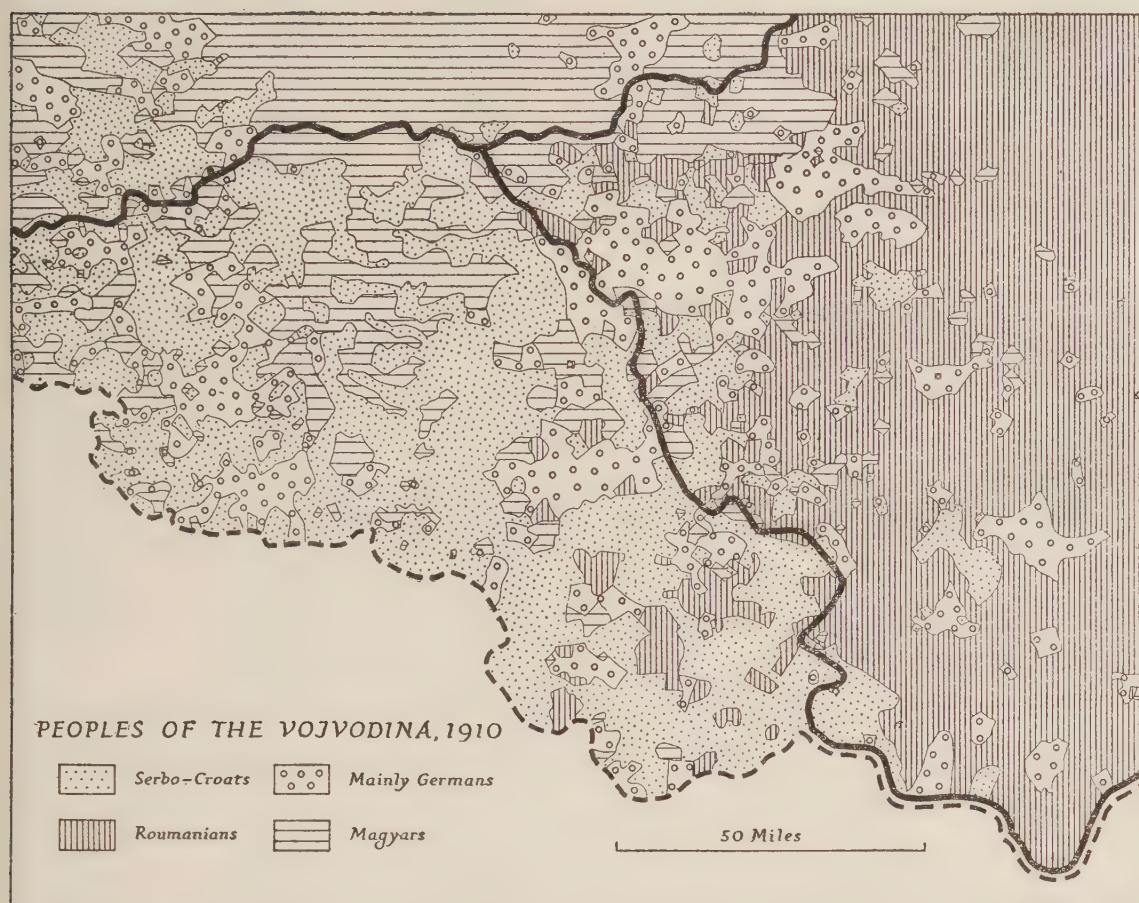 PEOPLES OF THE VOJVODINA, 1910
Serbo-Croats
Mainly Germans
Roumanians
Magyars
50 Miles